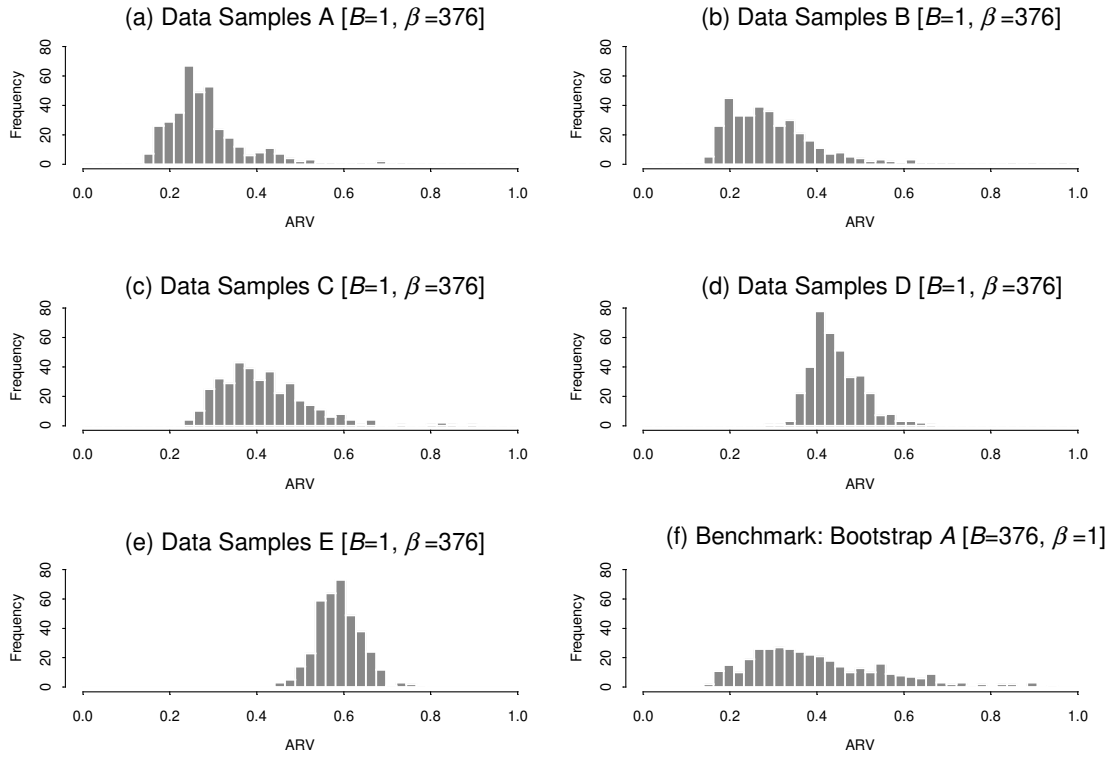 (a) Data Samples A [B=1, β=376]
80
60
40
20
0
Frequency
0.0 0.2 0.4 0.6 0.8 1.0
ARV
(b) Data Samples B [B=1, β=376]
80
60
40
20
0
Frequency
0.0 0.2 0.4 0.6 0.8 1.0
ARV
(c) Data Samples C [B=1, β=376]
80
60
40
20
0
Frequency
0.0 0.2 0.4 0.6 0.8 1.0
ARV
(d) Data Samples D [B=1, β=376]
80
60
40
20
0
Frequency
0.0 0.2 0.4 0.6 0.8 1.0
ARV
(e) Data Samples E [B=1, β=376]
80
60
40
20
0
Frequency
0.0 0.2 0.4 0.6 0.8 1.0
ARV
(f) Benchmark: Bootstrap A [B=376, β=1]
80
60
40
20
0
Frequency
0.0 0.2 0.4 0.6 0.8 1.0
ARV